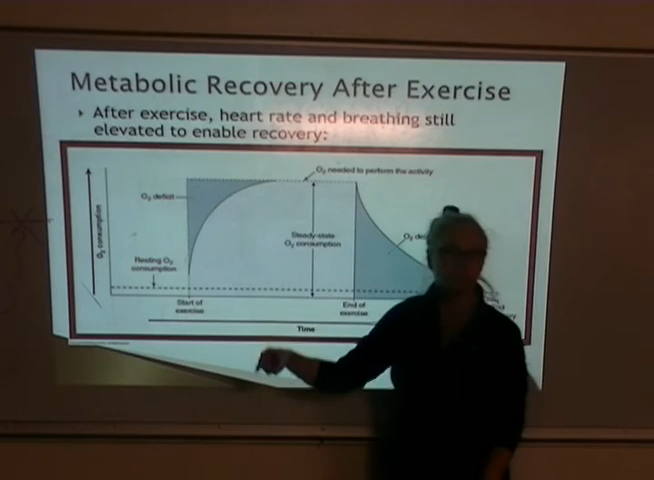 Metabolic Recovery After Exercise
After exercise, heart rate and breathing still
elevated to enable recovery:
O₂ needed to perform the activity
O₂ deficit
O₂ consumption
Steady-state
O₂ consumption
O₂
Resting O₂
consumption
Start of
exercise
End of
exercise
Time